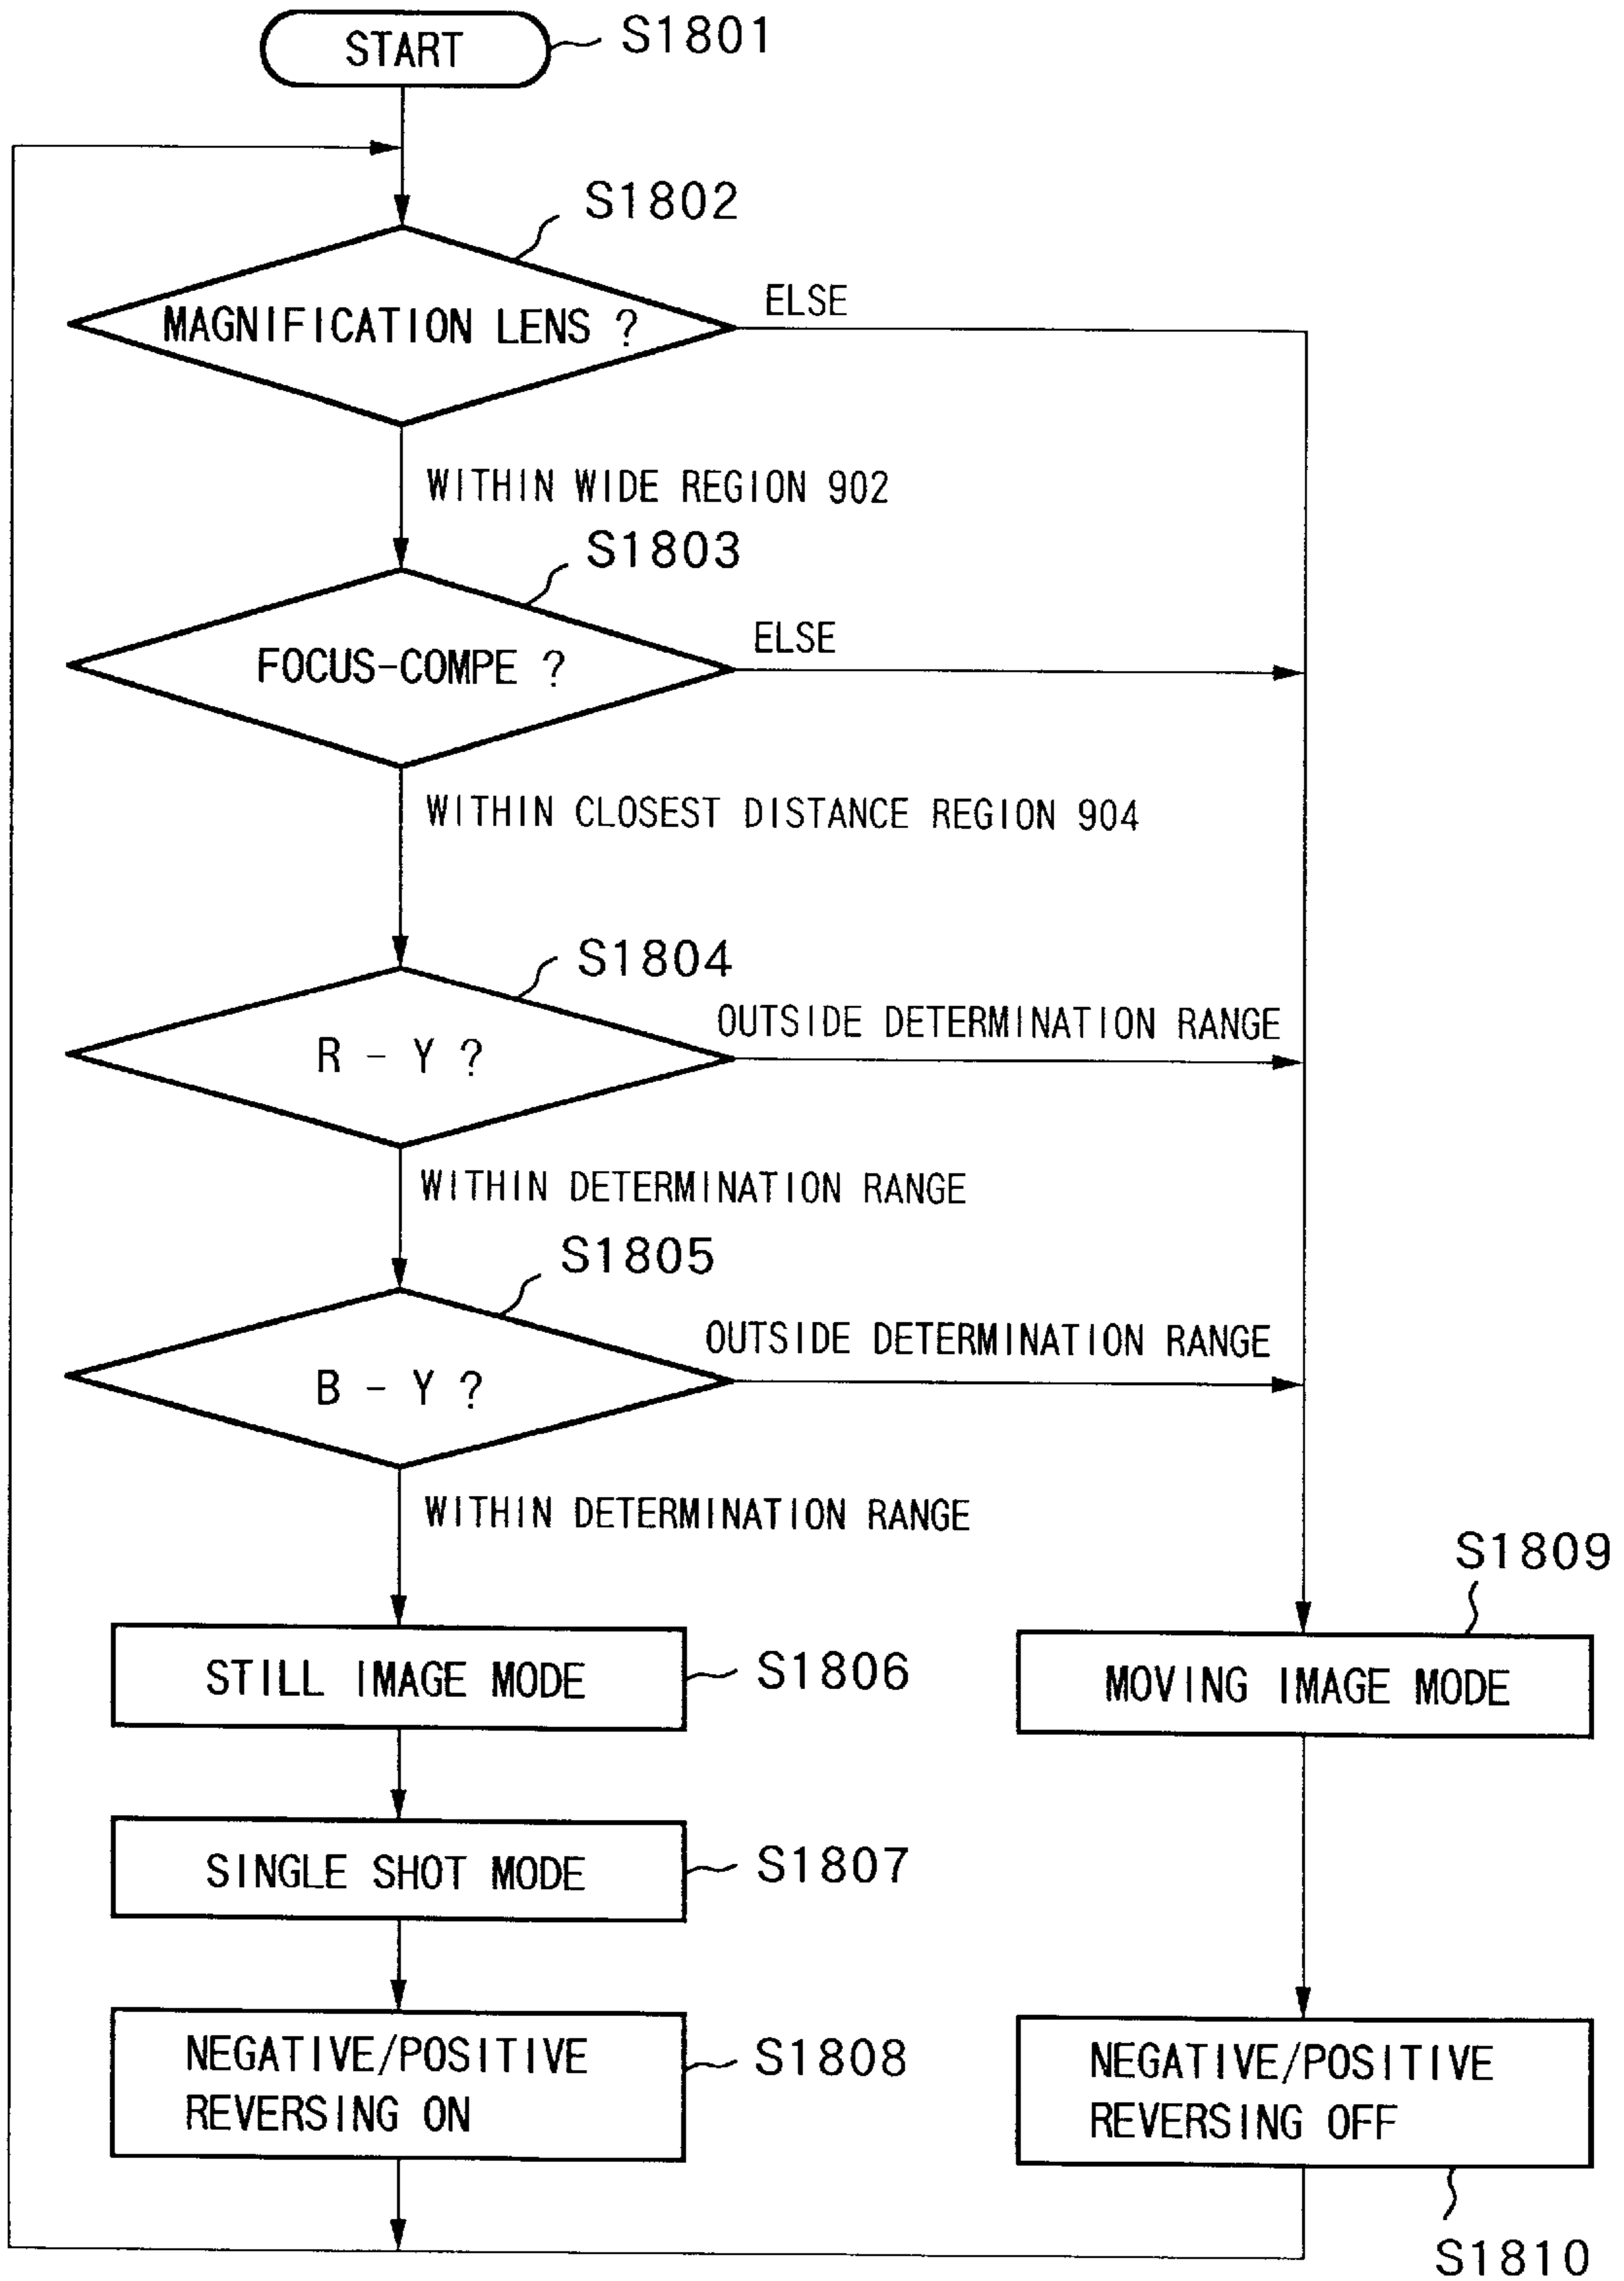 START
S1801
S1802
MAGNIFICATION LENS ?
ELSE
WITHIN WIDE REGION 902
S1803
FOCUS-COMPE ?
ELSE
WITHIN CLOSEST DISTANCE REGION 904
S1804
R - Y ?
OUTSIDE DETERMINATION RANGE
WITHIN DETERMINATION RANGE
S1805
B - Y ?
OUTSIDE DETERMINATION RANGE
WITHIN DETERMINATION RANGE
STILL IMAGE MODE
S1806
SINGLE SHOT MODE
S1807
NEGATIVE/POSITIVE
REVERSING ON
S1808
S1809
MOVING IMAGE MODE
NEGATIVE/POSITIVE
REVERSING OFF
S1810